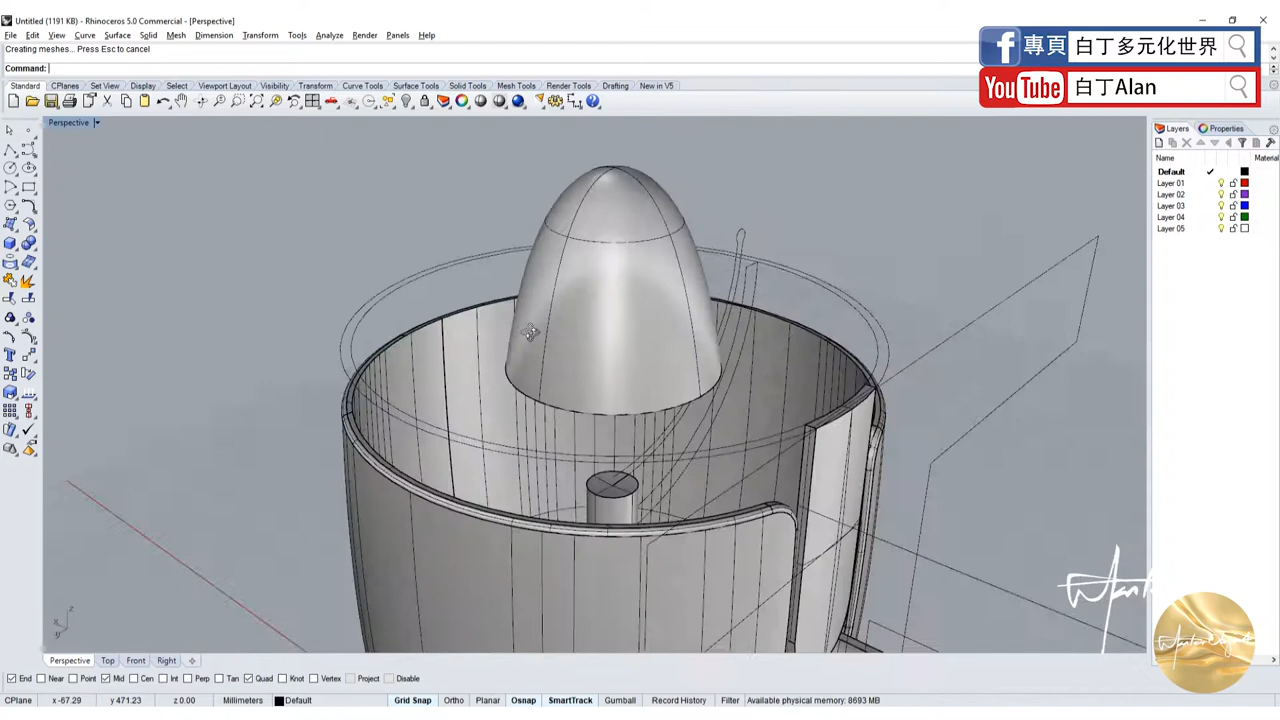 Untitled (1191 KB) - Rhinoceros 5.0 Commercial - [Perspective]
File Edit View Curve Surface Solid Mesh Dimension Transform Tools Analyze Render Panels Help
Creating meshes... Press Esc to cancel
Command:
專頁 白丁多元化世界
YouTube 白丁Alan
Standard CPlanes Set View Display Select Viewport Layout Visibility Transform Curve Tools Surface Tools Solid Tools Mesh Tools Render Tools Drafting New in V5
Perspective
Layers Properties
Name Material
Default
Layer 01
Layer 02
Layer 03
Layer 04
Layer 05
z
x
y
Perspective Top Front Right
End Near Point Mid Cen Int Perp Tan Quad Knot Vertex Project Disable
CPlane x -67.29 y 471.23 z 0.00 Millimeters Default Grid Snap Ortho Planar Osnap SmartTrack Gumball Record History Filter Available physical memory: 8693 MB